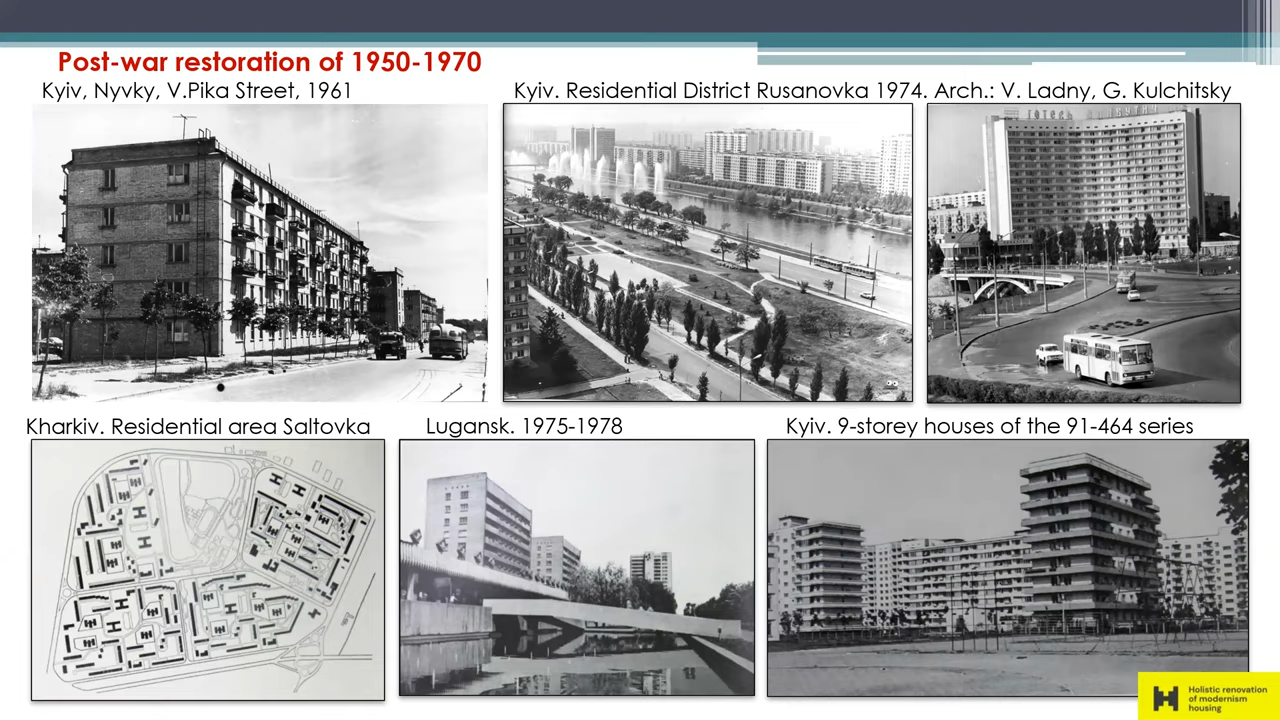 Post-war restoration of 1950-1970
Kyiv, Nyvky, V.Pika Street, 1961
Kyiv. Residential District Rusanovka 1974. Arch.: V. Ladny, G. Kulchitsky
Kharkiv. Residential area Saltovka
Lugansk. 1975-1978
Kyiv. 9-storey houses of the 91-464 series
H
Holistic renovation
of modernism
housing